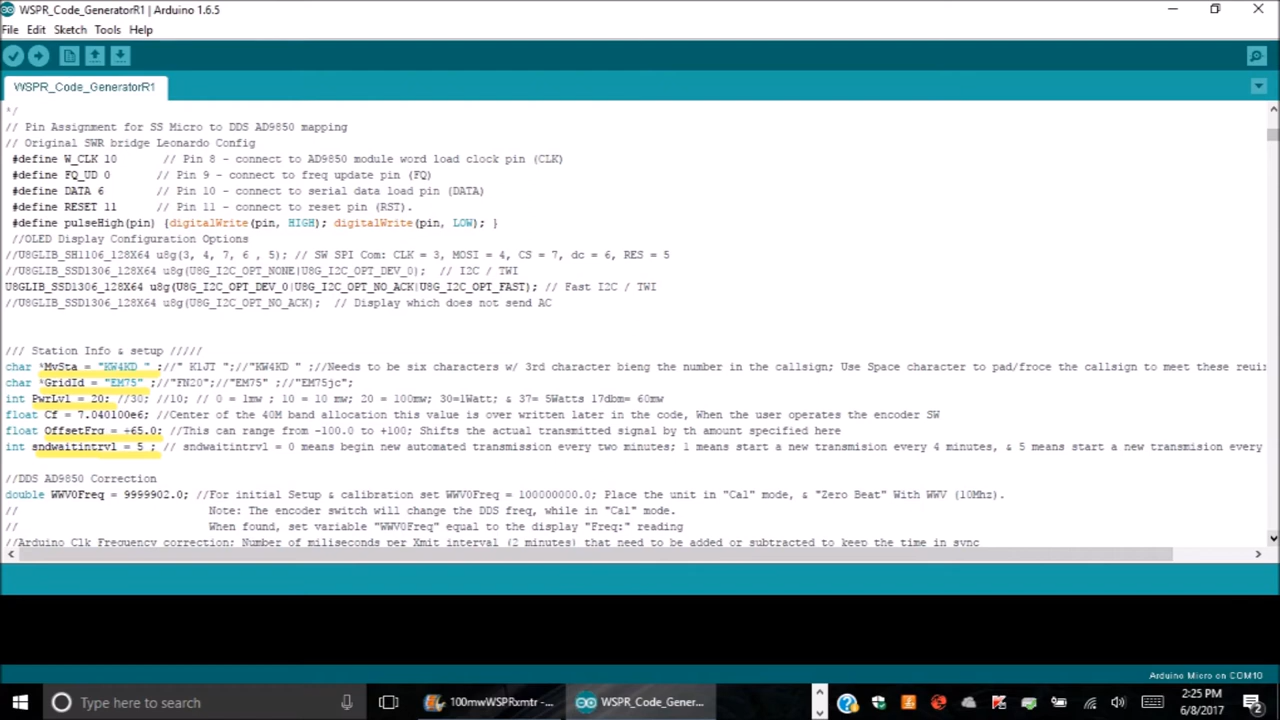 WSPR_Code_GeneratorR1 | Arduino 1.6.5
File Edit Sketch Tools Help
WSPR_Code_GeneratorR1
*/
// Pin Assignment for SS Micro to DDS AD9850 mapping
// Original SWR bridge Leonardo Config
#define W_CLK 10 // Pin 8 - connect to AD9850 module word load clock pin (CLK)
#define FQ_UD 0 // Pin 9 - connect to freq update pin (FQ)
#define DATA 6 // Pin 10 - connect to serial data load pin (DATA)
#define RESET 11 // Pin 11 - connect to reset pin (RST).
#define pulseHigh(pin) {digitalWrite(pin, HIGH); digitalWrite(pin, LOW); }
//OLED Display Configuration Options
//U8GLIB_SH1106_128X64 u8g(3, 4, 7, 6 , 5); // SW SPI Com: CLK = 3, MOSI = 4, CS = 7, dc = 6, RES = 5
//U8GLIB_SSD1306_128X64 u8g(U8G_I2C_OPT_NONE|U8G_I2C_OPT_DEV_0); // I2C / TWI
U8GLIB_SSD1306_128X64 u8g(U8G_I2C_OPT_DEV_0|U8G_I2C_OPT_NO_ACK|U8G_I2C_OPT_FAST); // Fast I2C / TWI
//U8GLIB_SSD1306_128X64 u8g(U8G_I2C_OPT_NO_ACK); // Display which does not send AC
/// Station Info & setup /////
char *MySta = "KW4KD " ;//" K1JT ";//"KW4KD " ;//Needs to be six characters w/ 3rd character bieng the number in the callsign; Use Space character to pad/froce the callsign to meet these reui
char *GridId = "EM75" ;//"FN20";//"EM75" ;//"EM75jc";
int PwrLvl = 20; //30; //10; // 0 = 1mw ; 10 = 10 mw; 20 = 100mw; 30=1Watt; & 37= 5Watts 17dbm= 60mw
float Cf = 7.040100e6; //Center of the 40M band allocation this value is over written later in the code, When the user operates the encoder SW
float OffsetFrq = +65.0; //This can range from -100.0 to +100; Shifts the actual transmitted signal by th amount specified here
int sndwaitintrvl = 5 ; // sndwaitintrvl = 0 means begin new automated transmission every two minutes; 1 means start a new transmision every 4 minutes, & 5 means start a new transmision every
//DDS AD9850 Correction
double WWV0Freq = 9999902.0; //For initial Setup & calibration set WWV0Freq = 100000000.0; Place the unit in "Cal" mode, & "Zero Beat" With WWV (10Mhz).
// Note: The encoder switch will change the DDS freq, while in "Cal" mode.
// When found, set variable "WWV0Freq" equal to the display "Freq:" reading
//Arduino Clk Frequency correction: Number of miliseconds per Xmit interval (2 minutes) that need to be added or subtracted to keep the time in sync
Arduino Micro on COM10
Type here to search
100mwWSPRxmtr -...
WSPR_Code_Gener...
2:25 PM
6/8/2017
2